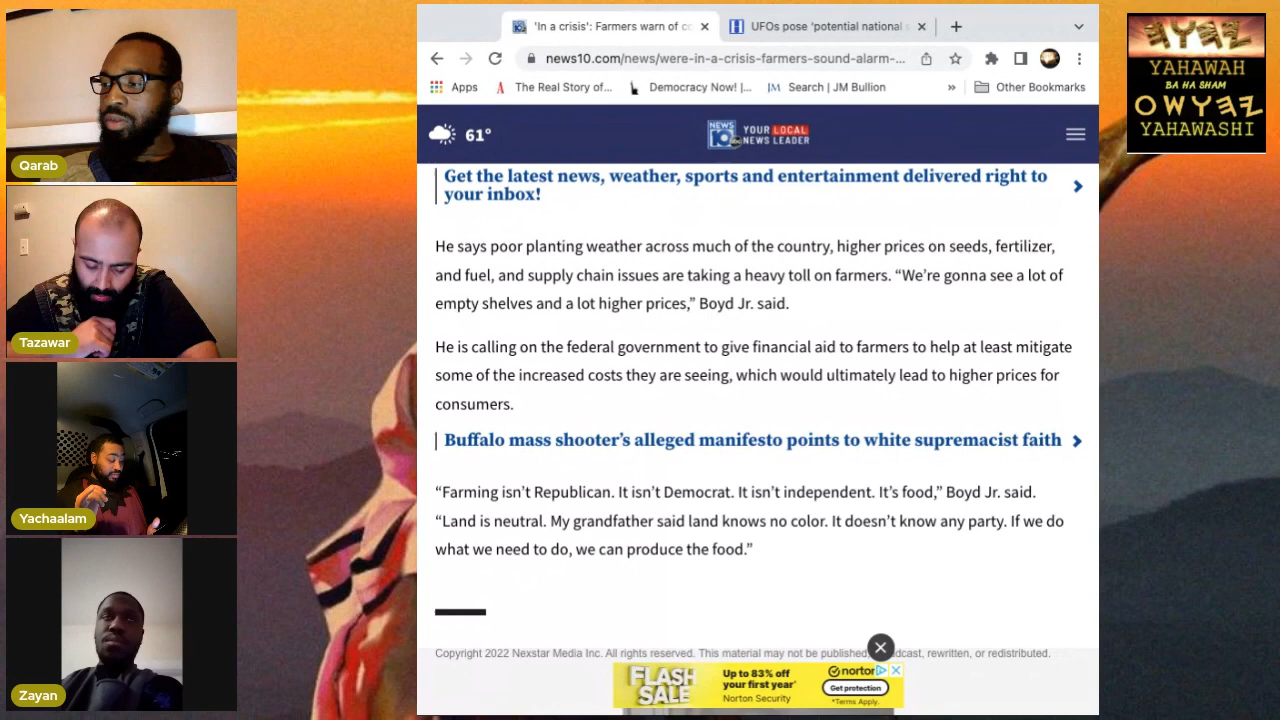 Qarab
Tazawar
Yachaalam
Zayan
'In a crisis': Farmers warn of co
UFOs pose 'potential national s
news10.com/news/were-in-a-crisis-farmers-sound-alarm-...
Apps
The Real Story of...
Democracy Now! |...
JM Search | JM Bullion
»
Other Bookmarks
61°
NEWS 10 abc
YOUR LOCAL
NEWS LEADER
Get the latest news, weather, sports and entertainment delivered right to
your inbox!
He says poor planting weather across much of the country, higher prices on seeds, fertilizer,
and fuel, and supply chain issues are taking a heavy toll on farmers. “We’re gonna see a lot of
empty shelves and a lot higher prices,” Boyd Jr. said.
He is calling on the federal government to give financial aid to farmers to help at least mitigate
some of the increased costs they are seeing, which would ultimately lead to higher prices for
consumers.
Buffalo mass shooter’s alleged manifesto points to white supremacist faith
“Farming isn’t Republican. It isn’t Democrat. It isn’t independent. It’s food,” Boyd Jr. said.
“Land is neutral. My grandfather said land knows no color. It doesn’t know any party. If we do
what we need to do, we can produce the food.”
Copyright 2022 Nexstar Media Inc. All rights reserved. This material may not be published, dcast, rewritten, or redistributed.
FLASH
SALE
Up to 83% off
your first year*
Norton Security
norton
Get protection
*Terms Apply.
YAHAWAH
BA HA SHAM
YAHAWASHI